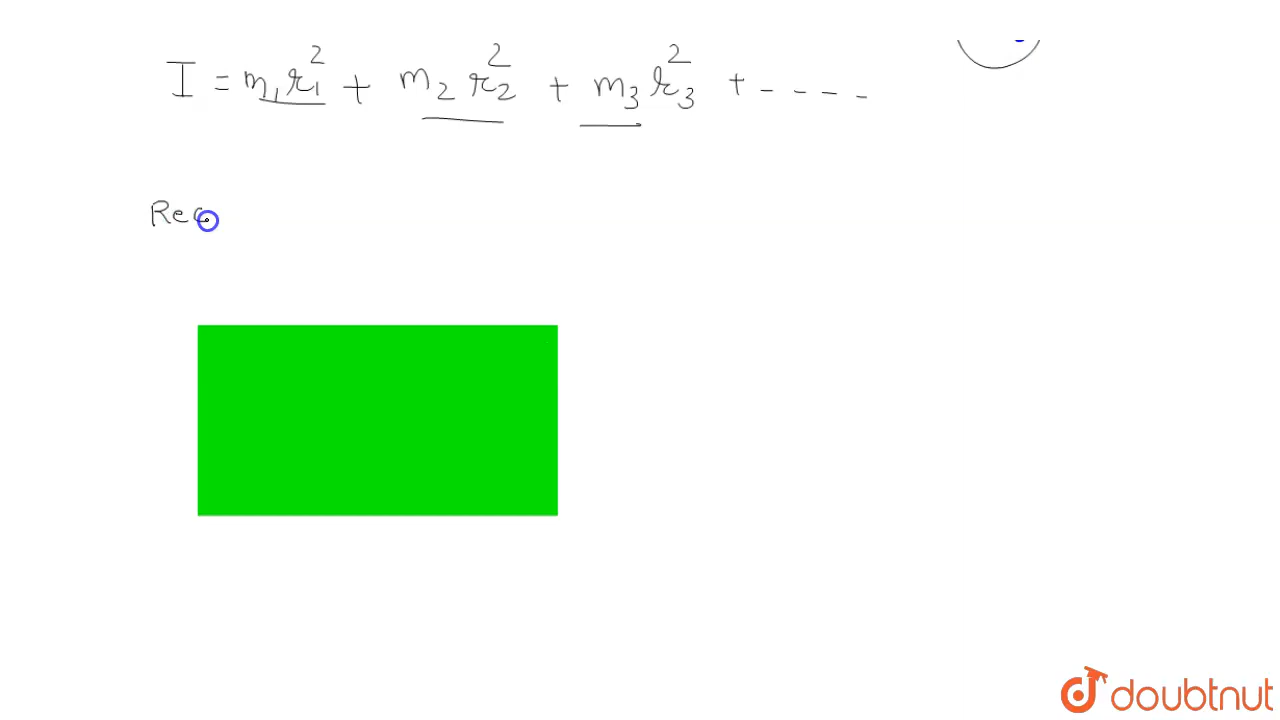 I = m₁r₁² + m₂r₂² + m₃r₃² + - - - -
Rec
doubtnut